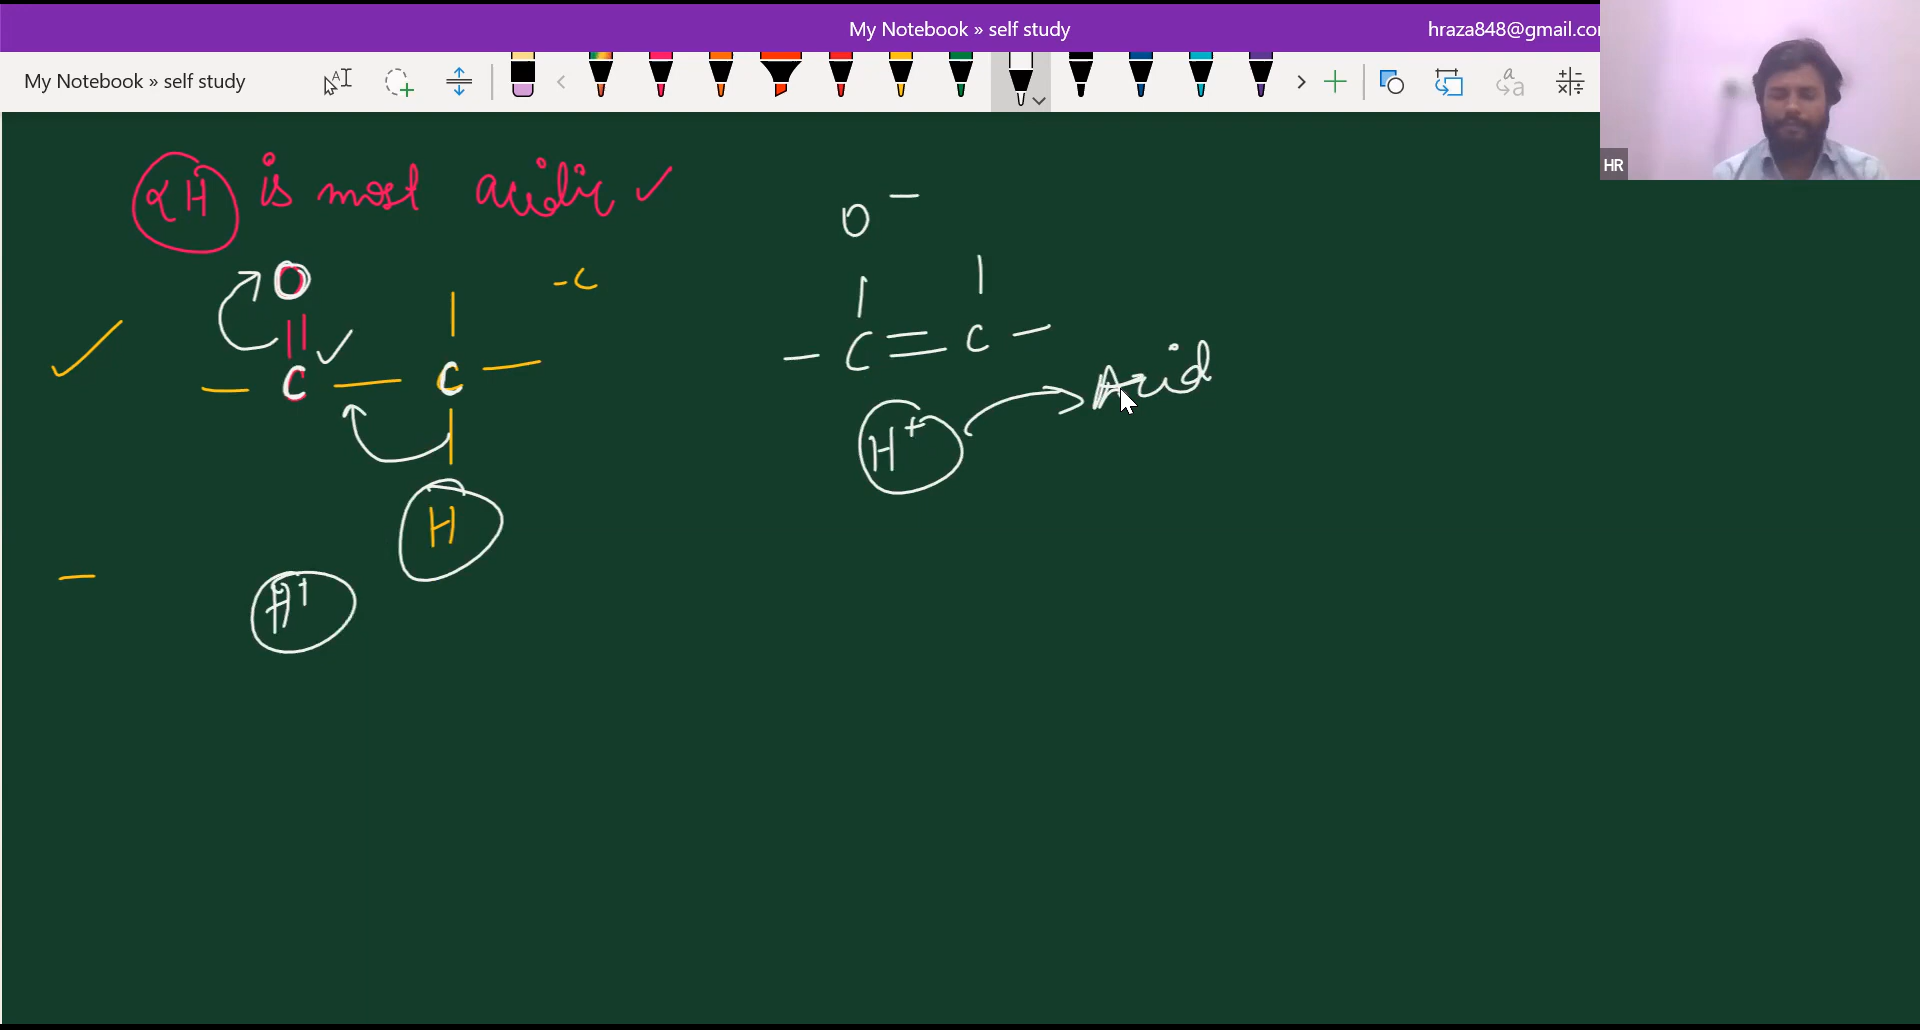 My Notebook » self study
hraza848@gmail.co
My Notebook » self study
HR
αH is most acidic ✓
O
C
C
H
-C
H+
O −
− C = C −
H+
Acid